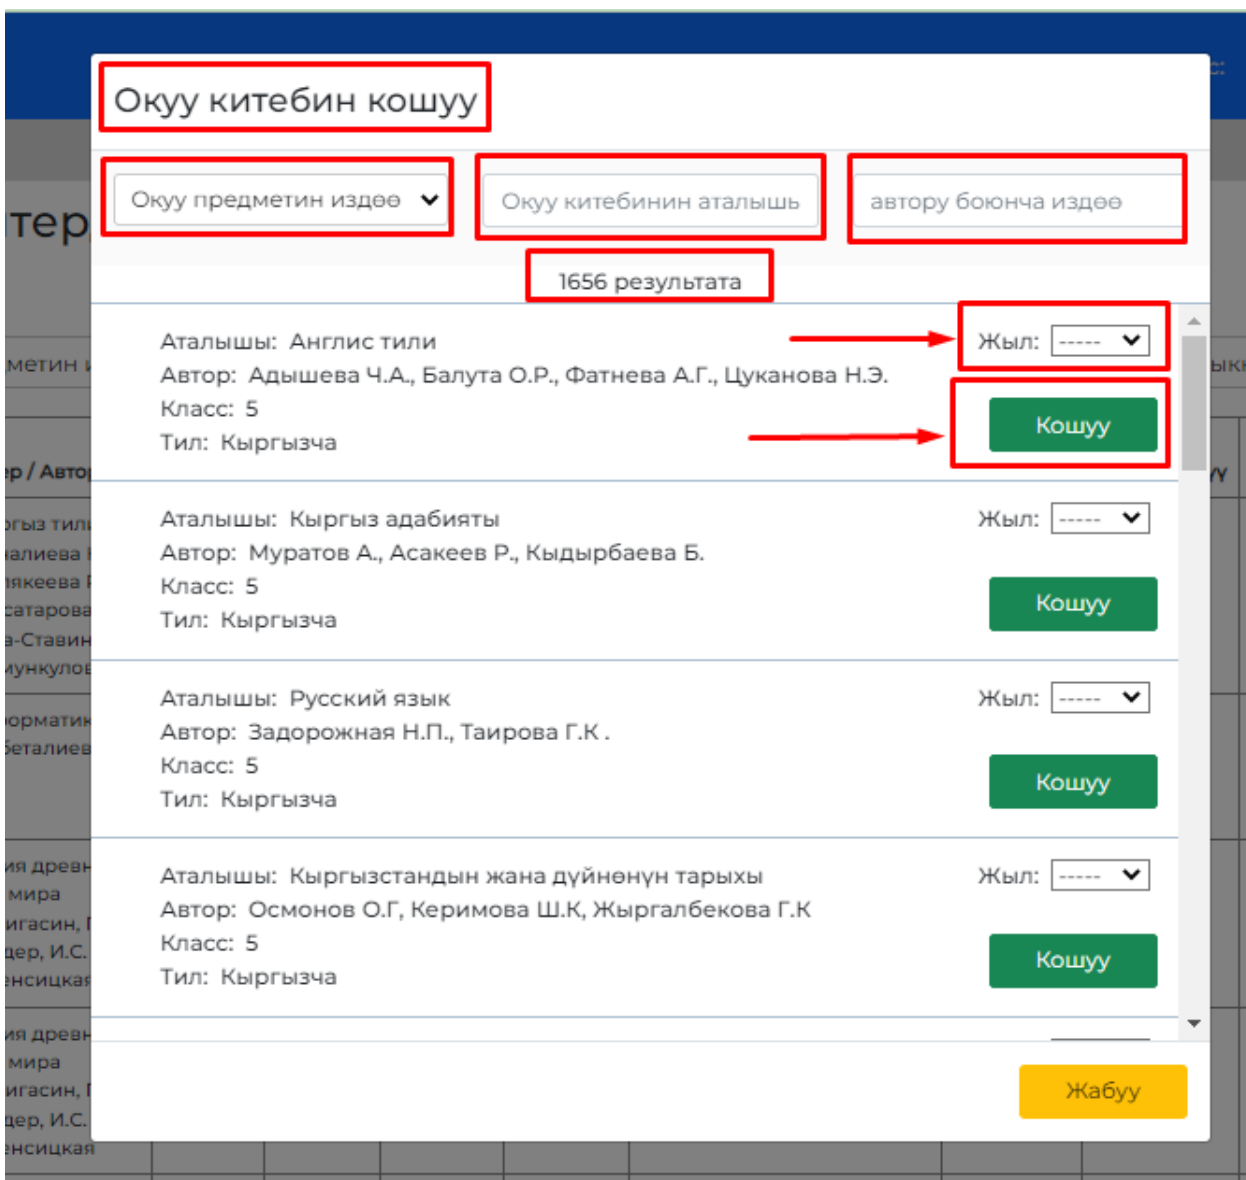 с:
Окуу китебин кошуу
Окуу предметин издөө
Окуу китебинин аталышь
автору боюнча издөө
1656 результата
Аталышы: Англис тили
Жыл: -----
Автор: Адышева Ч.А., Балута О.Р., Фатнева А.Г., Цуканова Н.Э.
Класс: 5
Кошуу
Тил: Кыргызча
Аталышы: Кыргыз адабияты
Жыл: -----
Автор: Муратов А., Асакеев Р., Кыдырбаева Б.
Класс: 5
Кошуу
Тил: Кыргызча
Аталышы: Русский язык
Жыл: -----
Автор: Задорожная Н.П., Таирова Г.К .
Класс: 5
Кошуу
Тил: Кыргызча
Аталышы: Кыргызстандын жана дүйнөнүн тарыхы
Жыл: -----
Автор: Осмонов О.Г, Керимова Ш.К, Жыргалбекова Г.К
Класс: 5
Кошуу
Тил: Кыргызча
Жабуу